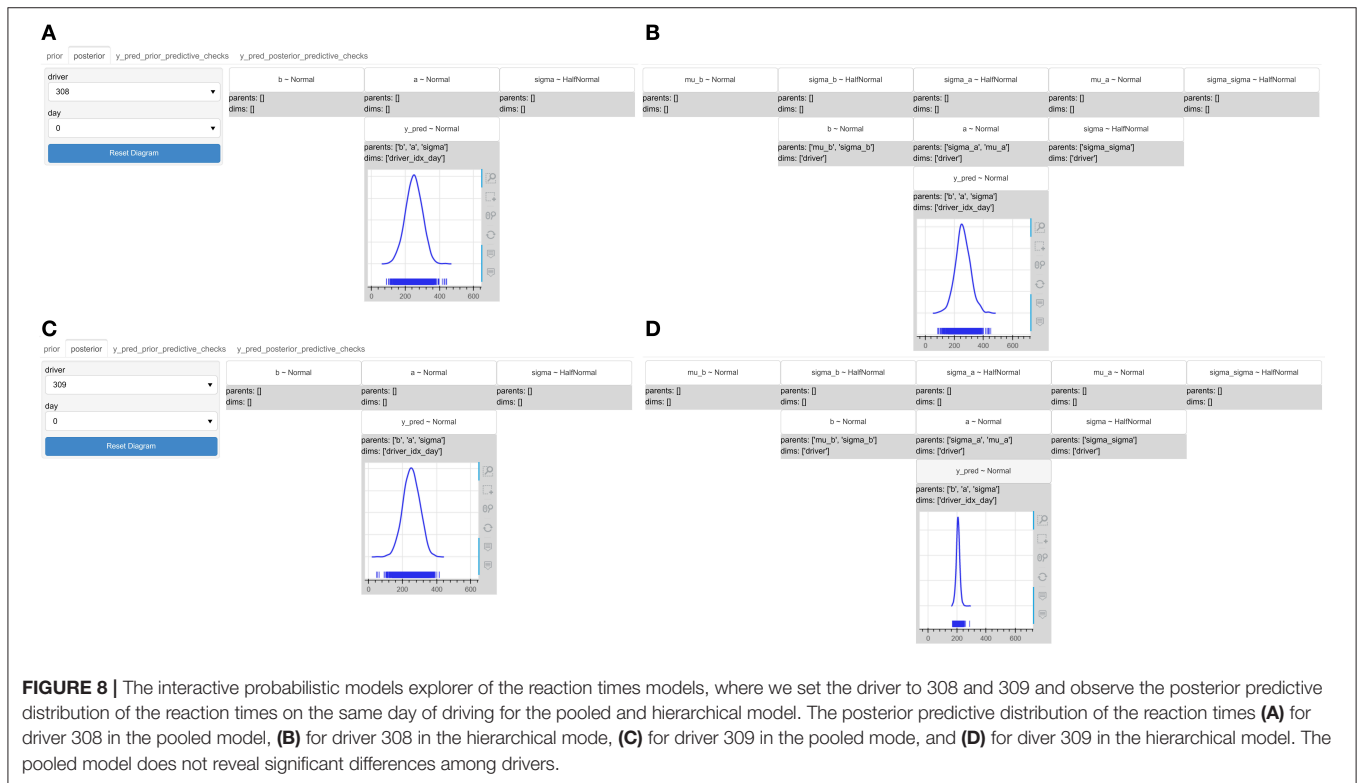 A
prior posterior y_pred_prior_predictive_checks y_pred_posterior_predictive_checks
driver
308
day
0
Reset Diagram
b ~ Normal
parents: []
dims: []
a ~ Normal
parents: []
dims: []
sigma ~ HalfNormal
parents: []
dims: []
y_pred ~ Normal
parents: ['b', 'a', 'sigma']
dims: ['driver_idx_day']
0 200 400 600
B
mu_b ~ Normal
parents: []
dims: []
sigma_b ~ HalfNormal
parents: []
dims: []
sigma_a ~ HalfNormal
parents: []
dims: []
mu_a ~ Normal
parents: []
dims: []
sigma_sigma ~ HalfNormal
parents: []
dims: []
b ~ Normal
parents: ['mu_b', 'sigma_b']
dims: ['driver']
a ~ Normal
parents: ['sigma_a', 'mu_a']
dims: ['driver']
sigma ~ HalfNormal
parents: ['sigma_sigma']
dims: ['driver']
y_pred ~ Normal
parents: ['b', 'a', 'sigma']
dims: ['driver_idx_day']
0 200 400 600
C
prior posterior y_pred_prior_predictive_checks y_pred_posterior_predictive_checks
driver
309
day
0
Reset Diagram
b ~ Normal
parents: []
dims: []
a ~ Normal
parents: []
dims: []
sigma ~ HalfNormal
parents: []
dims: []
y_pred ~ Normal
parents: ['b', 'a', 'sigma']
dims: ['driver_idx_day']
0 200 400 600
D
mu_b ~ Normal
parents: []
dims: []
sigma_b ~ HalfNormal
parents: []
dims: []
sigma_a ~ HalfNormal
parents: []
dims: []
mu_a ~ Normal
parents: []
dims: []
sigma_sigma ~ HalfNormal
parents: []
dims: []
b ~ Normal
parents: ['mu_b', 'sigma_b']
dims: ['driver']
a ~ Normal
parents: ['sigma_a', 'mu_a']
dims: ['driver']
sigma ~ HalfNormal
parents: ['sigma_sigma']
dims: ['driver']
y_pred ~ Normal
parents: ['b', 'a', 'sigma']
dims: ['driver_idx_day']
0 200 400 600
FIGURE 8 | The interactive probabilistic models explorer of the reaction times models, where we set the driver to 308 and 309 and observe the posterior predictive
distribution of the reaction times on the same day of driving for the pooled and hierarchical model. The posterior predictive distribution of the reaction times (A) for
driver 308 in the pooled model, (B) for driver 308 in the hierarchical mode, (C) for driver 309 in the pooled mode, and (D) for diver 309 in the hierarchical model. The
pooled model does not reveal significant differences among drivers.